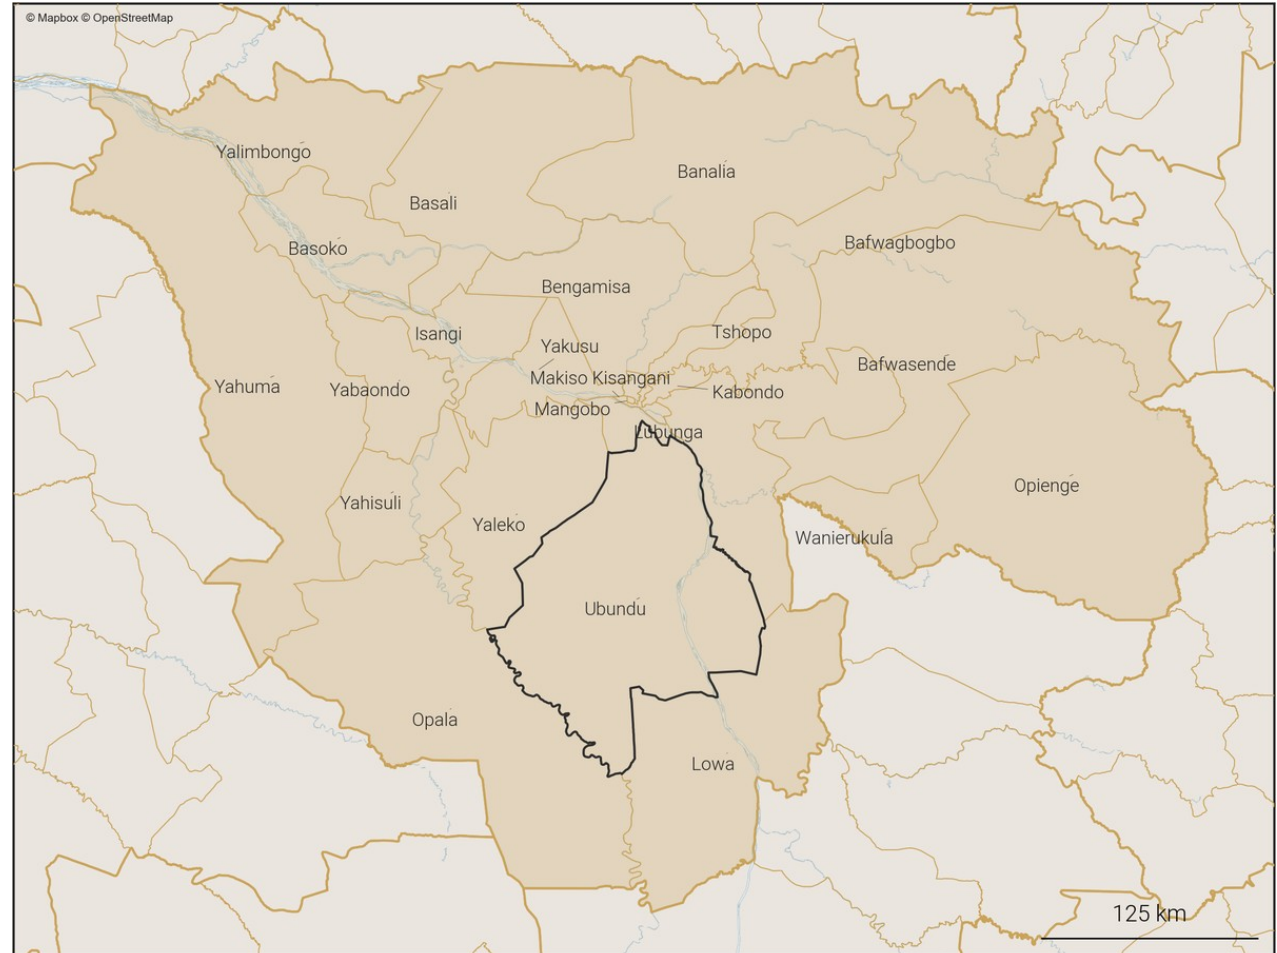 © Mapbox © OpenStreetMap
Yalimbongo
Banalia
Basali
Bafwagbogbo
Basoko
Bengamisa
Tshopo
Isangi
Yakusu
Bafwasende
Makiso Kisangani
Yahuma
Yabaondo
Kabondo
Mangobo
Lubunga
Opienge
Yahisuli
Yaleko
Wanierukula
Ubundu
Opala
Lowa
125 km